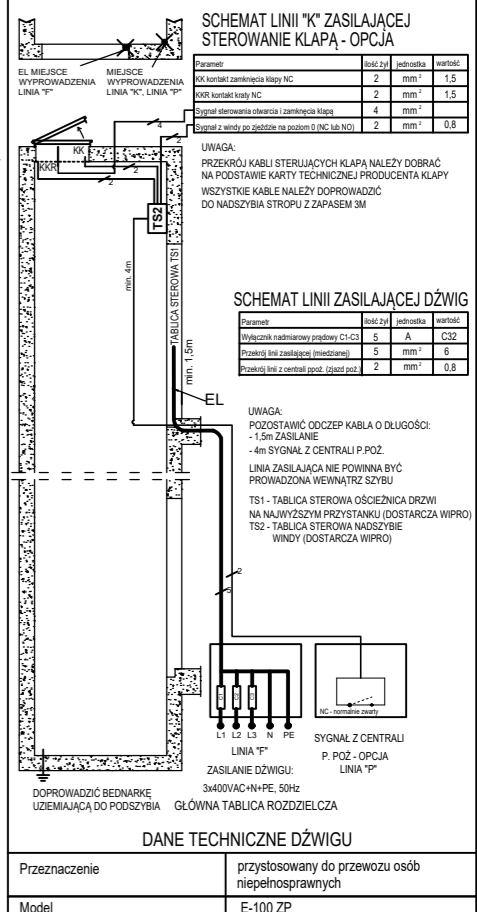 SCHEMAT LINII "K" ZASILAJĄCEJ
STEROWANIE KLAPĄ - OPCJA
EL MIEJSCE
WYPROWADZENIA
LINIA "F"
MIEJSCE
WYPROWADZENIA
LINIA "K", LINIA "P"
Parametr ilość żył jednostka wartość
KK kontakt zamknięcia klapy NC 2 mm² 1,5
KKR kontakt kraty NC 2 mm² 1,5
Sygnał sterowania otwarcia i zamknięcia klapą 4 mm²
Sygnał z windy po zjeździe na poziom 0 (NC lub NO) 2 mm² 0,8
UWAGA:
PRZEKRÓJ KABLI STERUJĄCYCH KLAPĄ NALEŻY DOBRAĆ
NA PODSTAWIE KARTY TECHNICZNEJ PRODUCENTA KLAPY
WSZYSTKIE KABLE NALEŻY DOPROWADZIĆ
DO NADSZYBIA STROPU Z ZAPASEM 3M
KK
KKR
4
2
2
2
TS2
min. 4m
TABLICA STEROWA TS1
min. 1,5m
EL
SCHEMAT LINII ZASILAJĄCEJ DŹWIG
Parametr ilość żył jednostka wartość
Wyłącznik nadmiarowy prądowy C1-C3 5 A C32
Przekrój linii zasilającej (miedzianej) 5 mm² 6
Przekrój linii z centrali ppoż. (zjazd poż.) 2 mm² 0,8
UWAGA:
POZOSTAWIĆ ODCZEP KABLA O DŁUGOŚCI:
- 1,5m ZASILANIE
- 4m SYGNAŁ Z CENTRALI P.POŻ.
LINIA ZASILAJĄCA NIE POWINNA BYĆ
PROWADZONA WEWNĄTRZ SZYBU
TS1 - TABLICA STEROWA OŚCIEŻNICA DRZWI
NA NAJWYŻSZYM PRZYSTANKU (DOSTARCZA WIPRO)
TS2 - TABLICA STEROWA NADSZYBIE
WINDY (DOSTARCZA WIPRO)
2
5
C1 C2 C3
L1 L2 L3 N PE
NC - normalnie zwarty
LINIA "F"
ZASILANIE DŹWIGU:
3x400VAC+N+PE, 50Hz
GŁÓWNA TABLICA ROZDZIELCZA
SYGNAŁ Z CENTRALI
P. POŻ - OPCJA
LINIA "P"
DOPROWADZIĆ BEDNARKĘ
UZIEMIAJĄCĄ DO PODSZYBIA
DANE TECHNICZNE DŹWIGU
Przeznaczenie przystosowany do przewozu osób
niepełnosprawnych
Model E-100 ZP